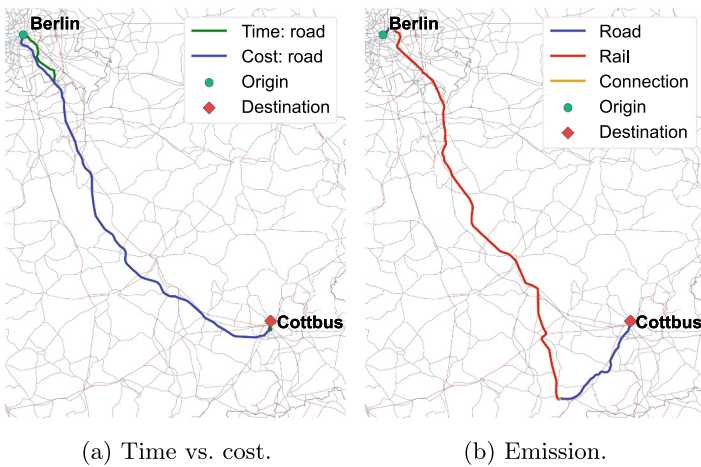 Berlin
Time: road
Cost: road
Origin
Destination
Cottbus
(a) Time vs. cost.
Berlin
Road
Rail
Connection
Origin
Destination
Cottbus
(b) Emission.